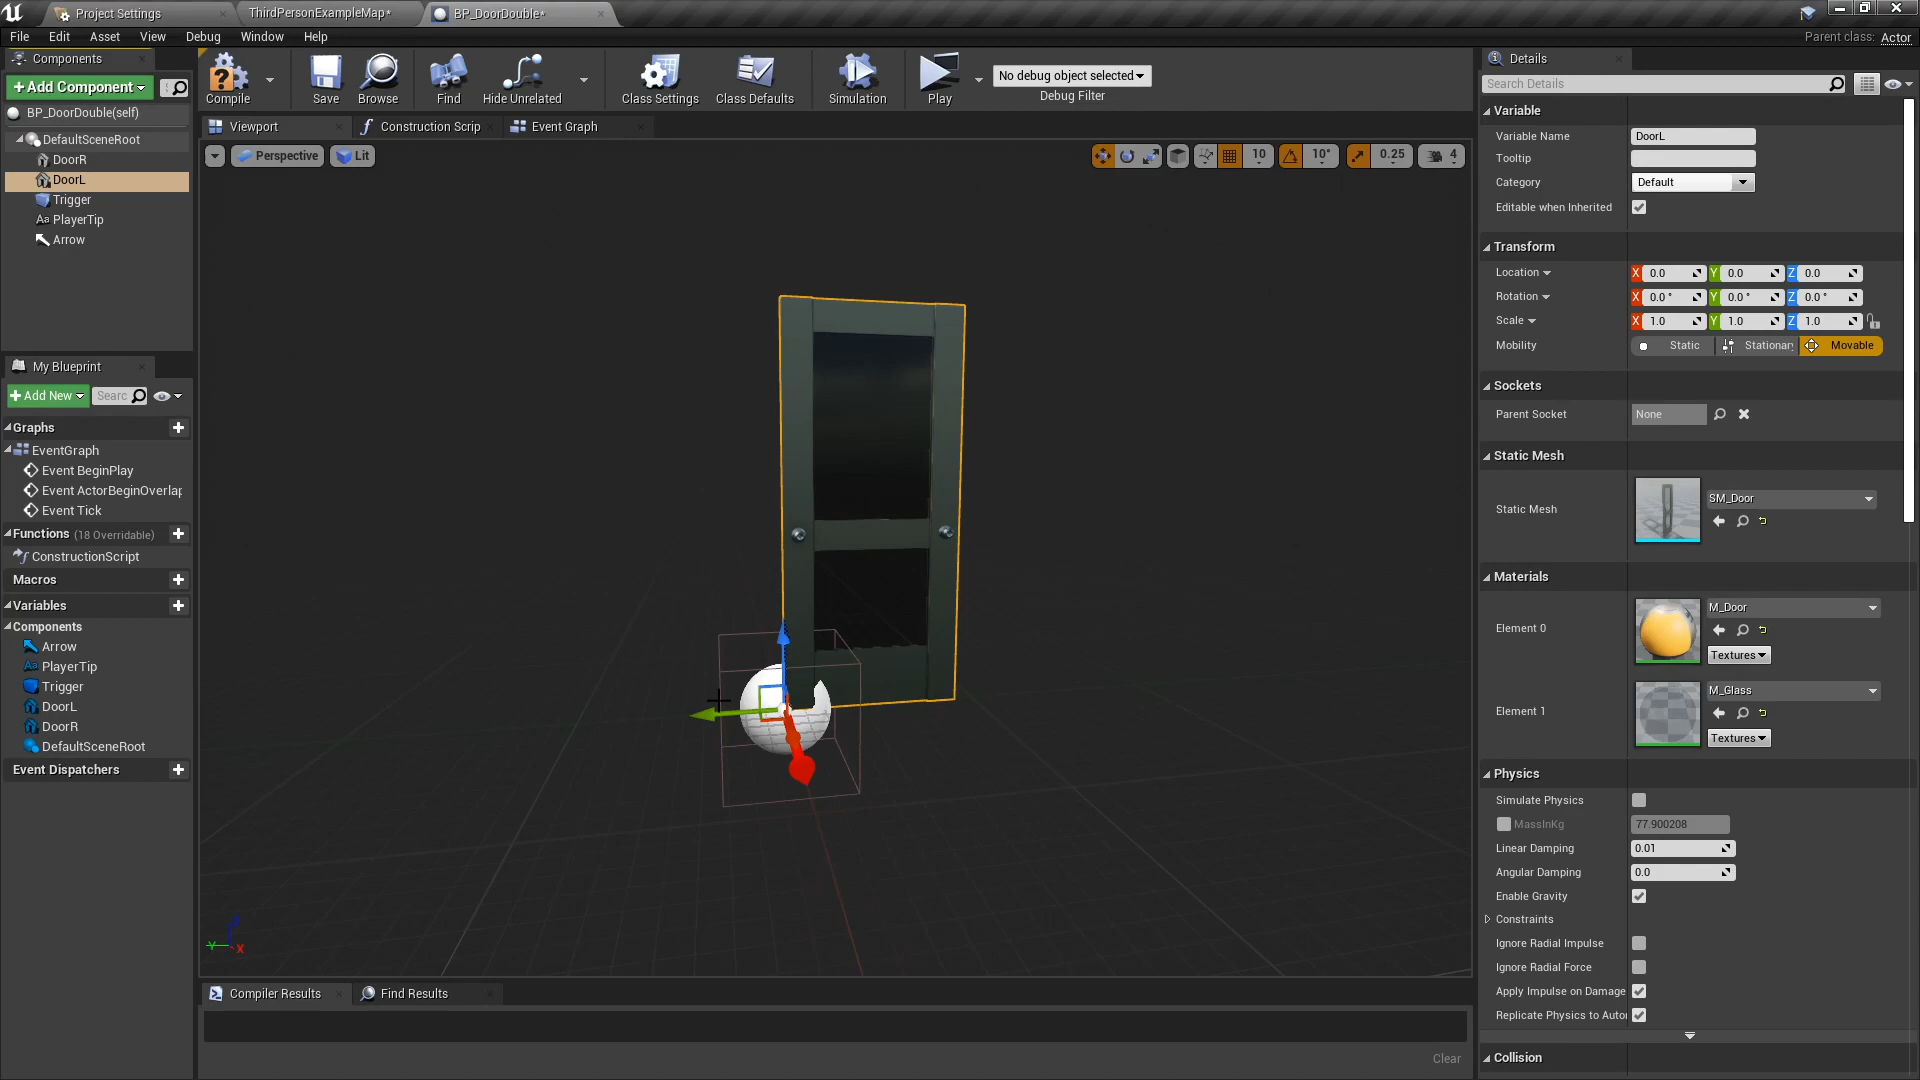 Project Settings
ThirdPersonExampleMap*
BP_DoorDouble*
File Edit Asset View Debug Window Help
Parent class: Actor
Components
+Add Component
BP_DoorDouble(self)
DefaultSceneRoot
DoorR
DoorL
Trigger
Aa PlayerTip
Arrow
Compile
Save
Browse
Find
Hide Unrelated
Class Settings
Class Defaults
Simulation
Play
No debug object selected
Debug Filter
Viewport
Construction Scrip
Event Graph
Perspective
Lit
10
10°
0.25
4
My Blueprint
+Add New
Searc
Graphs
EventGraph
Event BeginPlay
Event ActorBeginOverlap
Event Tick
Functions (18 Overridable)
ConstructionScript
Macros
Variables
Components
Arrow
Aa PlayerTip
Trigger
DoorL
DoorR
DefaultSceneRoot
Event Dispatchers
Z
Y
X
Compiler Results
Find Results
Clear
Details
Search Details
Variable
Variable Name DoorL
Tooltip
Category Default
Editable when Inherited
Transform
Location X 0.0 Y 0.0 Z 0.0
Rotation X 0.0 ° Y 0.0 ° Z 0.0 °
Scale X 1.0 Y 1.0 Z 1.0
Mobility Static Stationar Movable
Sockets
Parent Socket None
Static Mesh
Static Mesh SM_Door
Materials
Element 0 M_Door
Textures
Element 1 M_Glass
Textures
Physics
Simulate Physics
MassInKg 77.900208
Linear Damping 0.01
Angular Damping 0.0
Enable Gravity
Constraints
Ignore Radial Impulse
Ignore Radial Force
Apply Impulse on Damage
Replicate Physics to Auto
Collision